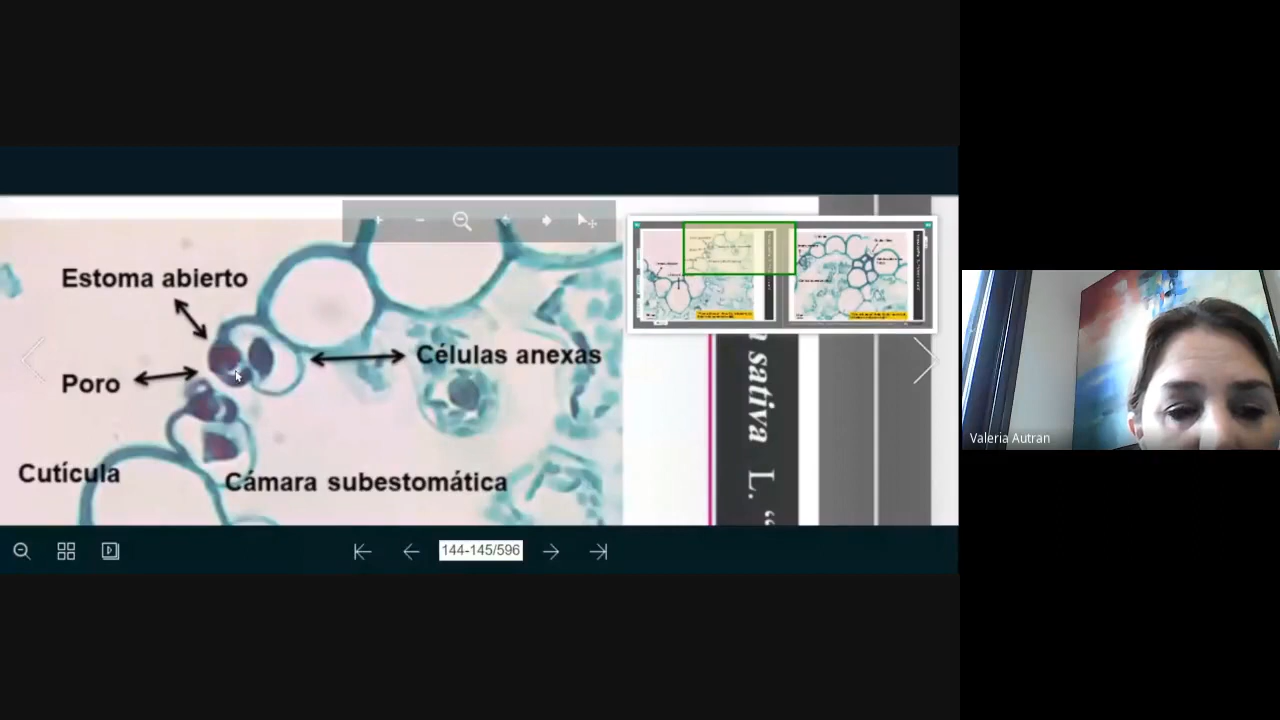 Estoma abierto
Células anexas
Poro
Cutícula
Cámara subestomática
sativa L. “
144-145/596
Valeria Autran